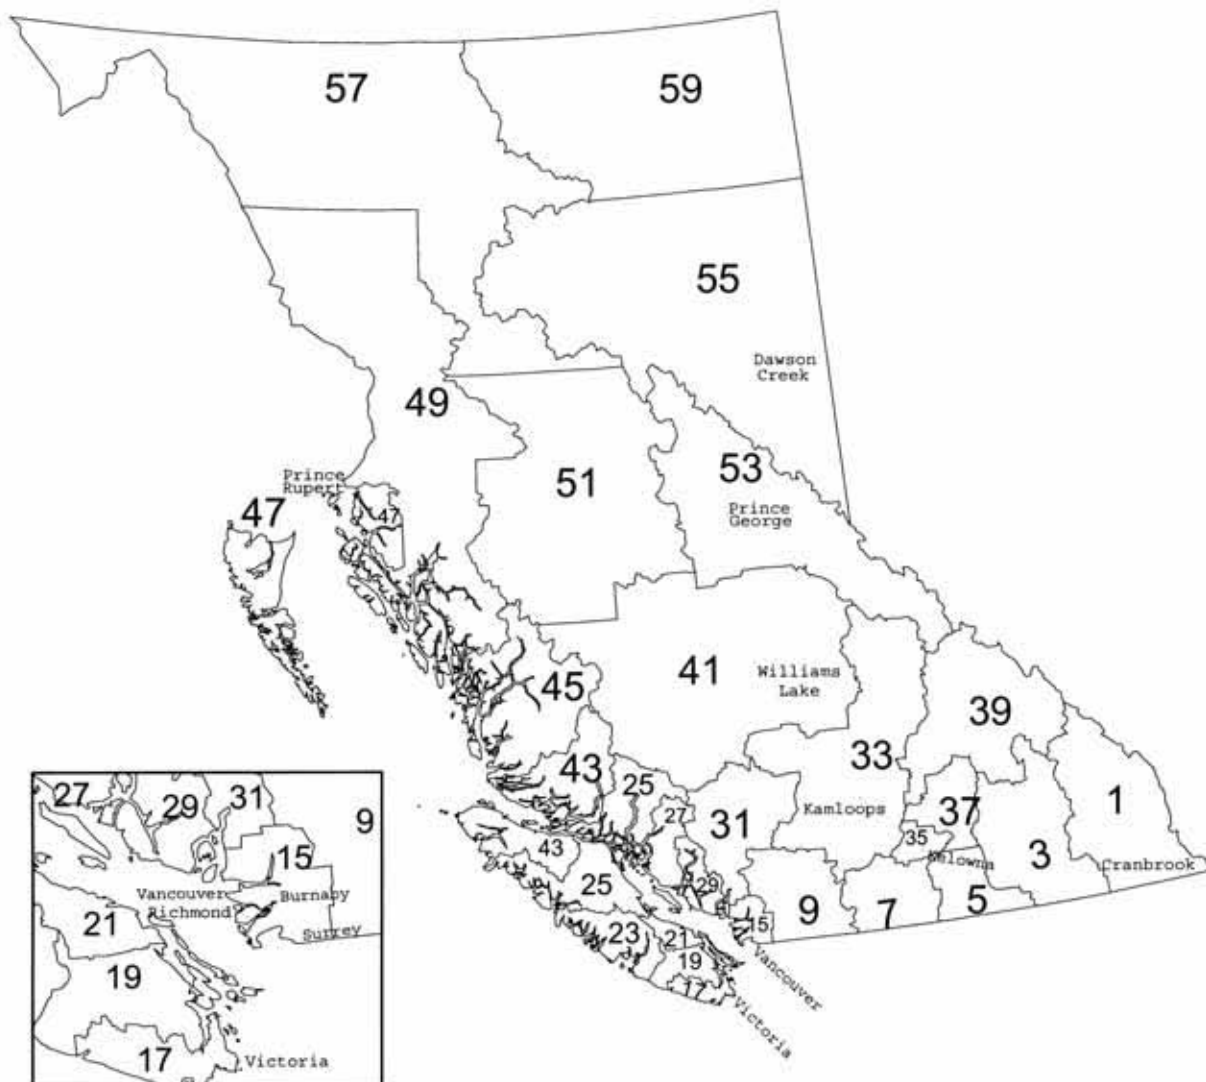 57
59
55
Dawson
Creek
49
51
53
Prince
George
Prince
Rupert
47
47
41
Williams
Lake
45
39
33
43
25
27
31
Kamloops
37
35
Kelowna
1
3
Cranbrook
43
25
29
9
7
5
15
23
21
19
17
Vancouver
Victoria
27
29
31
9
15
Vancouver
Burnaby
Richmond
21
Surrey
19
17
Victoria